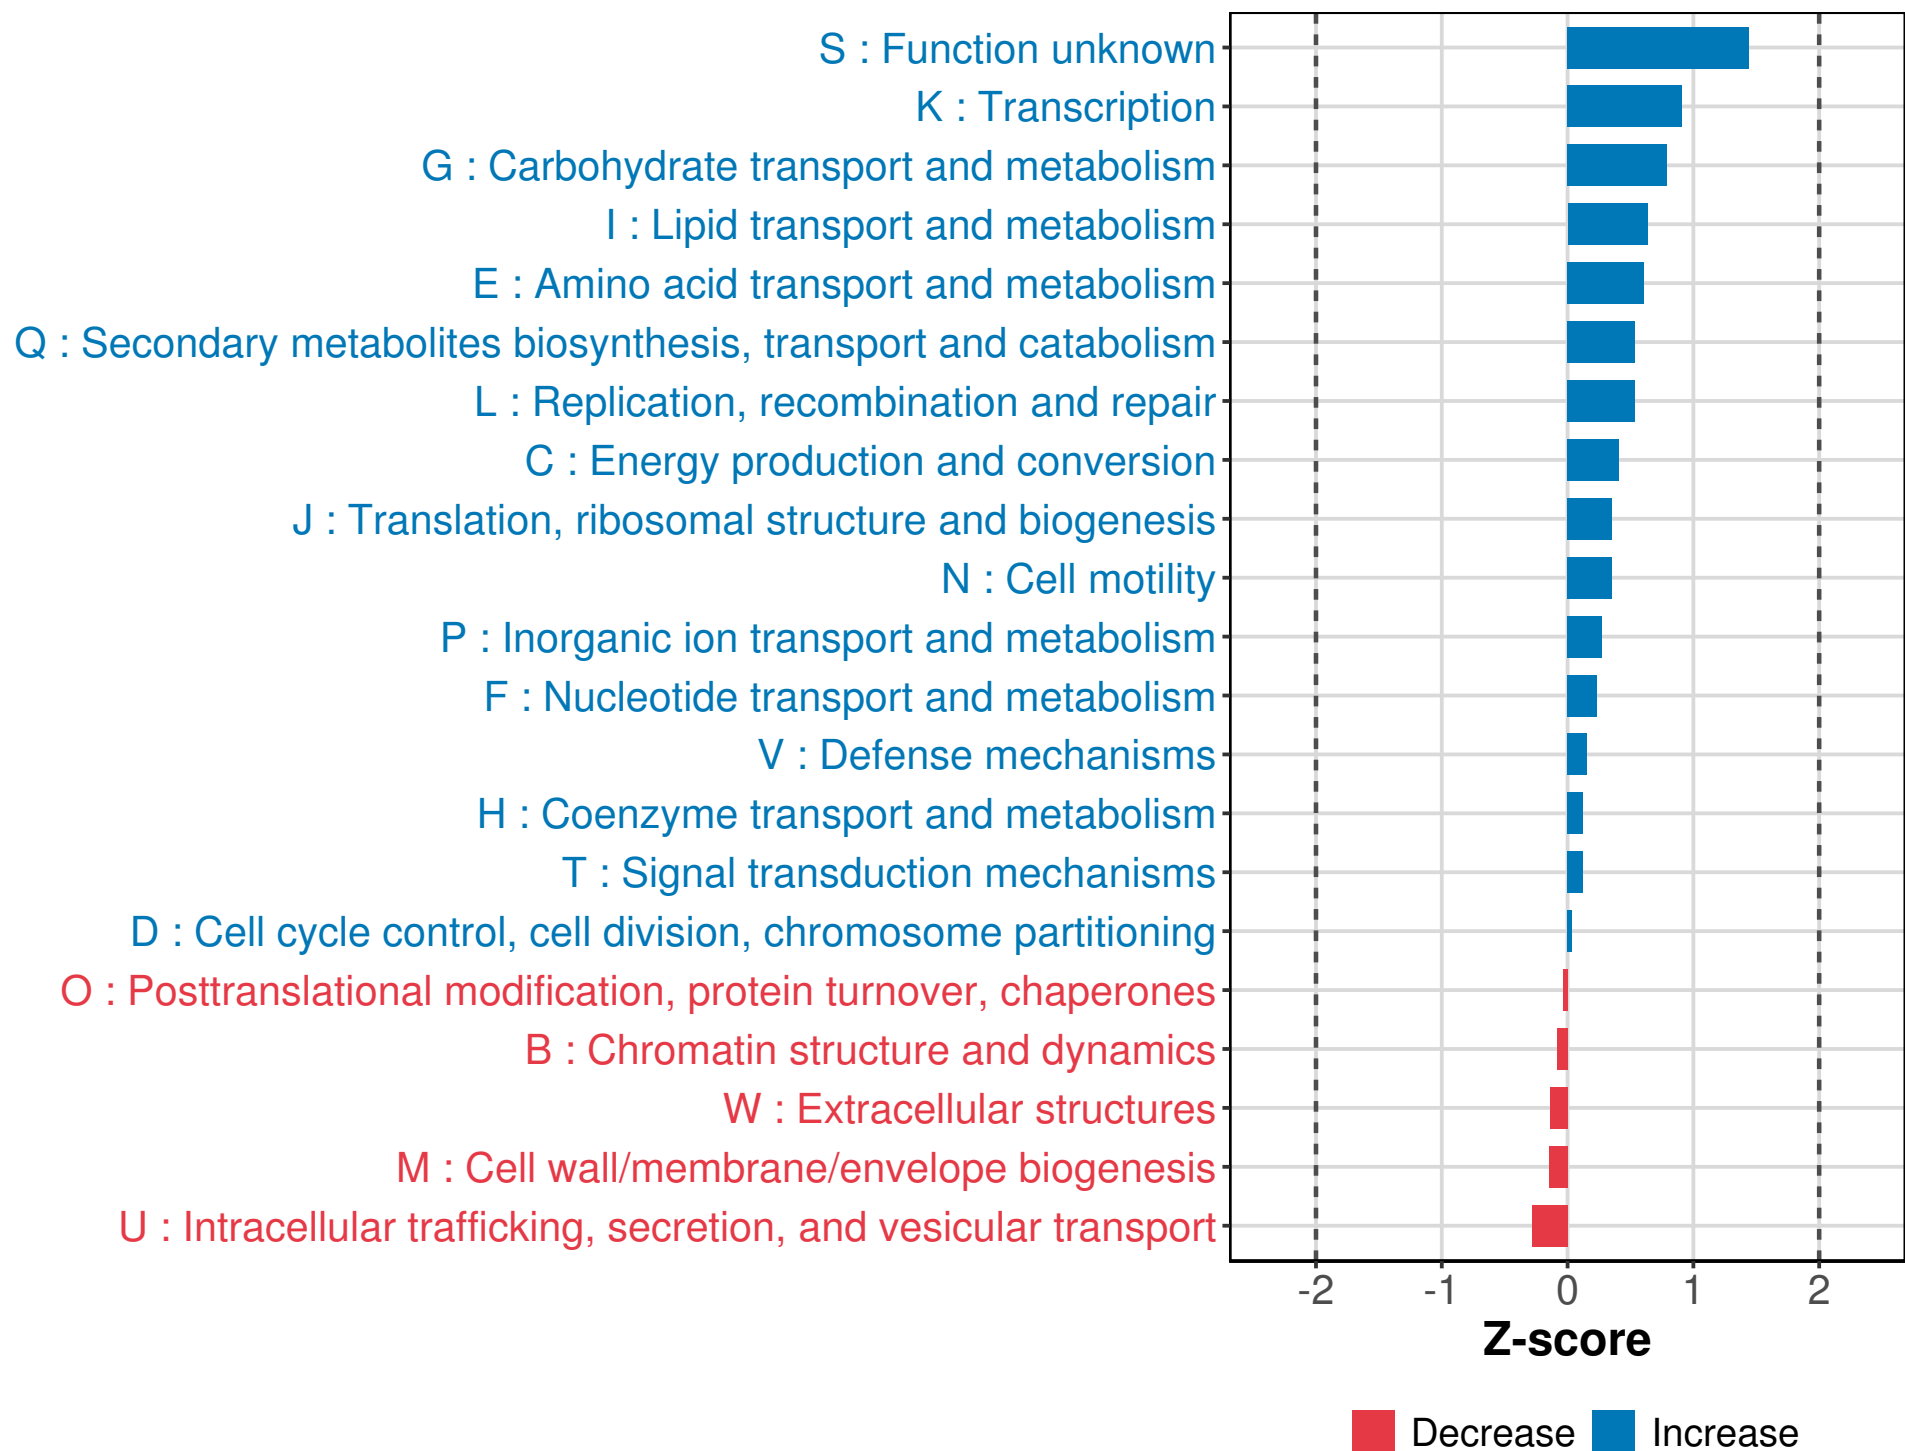 S : Function unknown
K : Transcription
G : Carbohydrate transport and metabolism
I : Lipid transport and metabolism
E : Amino acid transport and metabolism
Q : Secondary metabolites biosynthesis, transport and catabolism
L : Replication, recombination and repair
C : Energy production and conversion
J : Translation, ribosomal structure and biogenesis
N : Cell motility
P : Inorganic ion transport and metabolism
F : Nucleotide transport and metabolism
V : Defense mechanisms
H : Coenzyme transport and metabolism
T : Signal transduction mechanisms
D : Cell cycle control, cell division, chromosome partitioning
O : Posttranslational modification, protein turnover, chaperones
B : Chromatin structure and dynamics
W : Extracellular structures
M : Cell wall/membrane/envelope biogenesis
U : Intracellular trafficking, secretion, and vesicular transport
-2 -1 0 1 2
Z-score
Decrease Increase